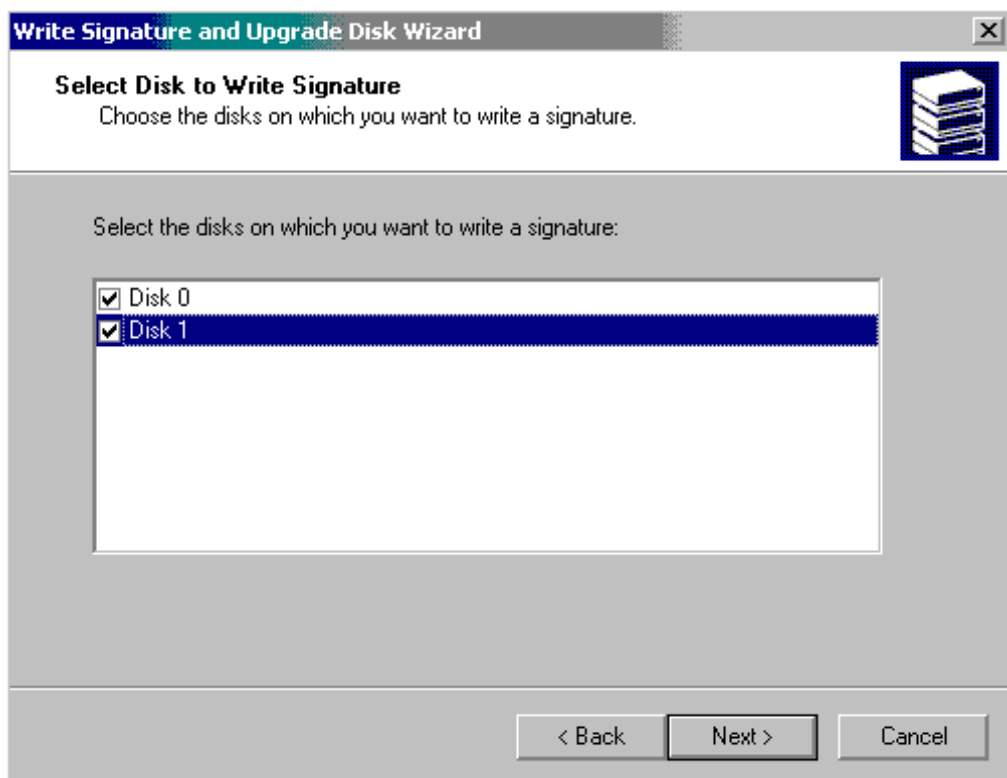 Write Signature and Upgrade Disk Wizard
Select Disk to Write Signature
Choose the disks on which you want to write a signature.
Select the disks on which you want to write a signature:
Disk 0
Disk 1
< Back Next > Cancel